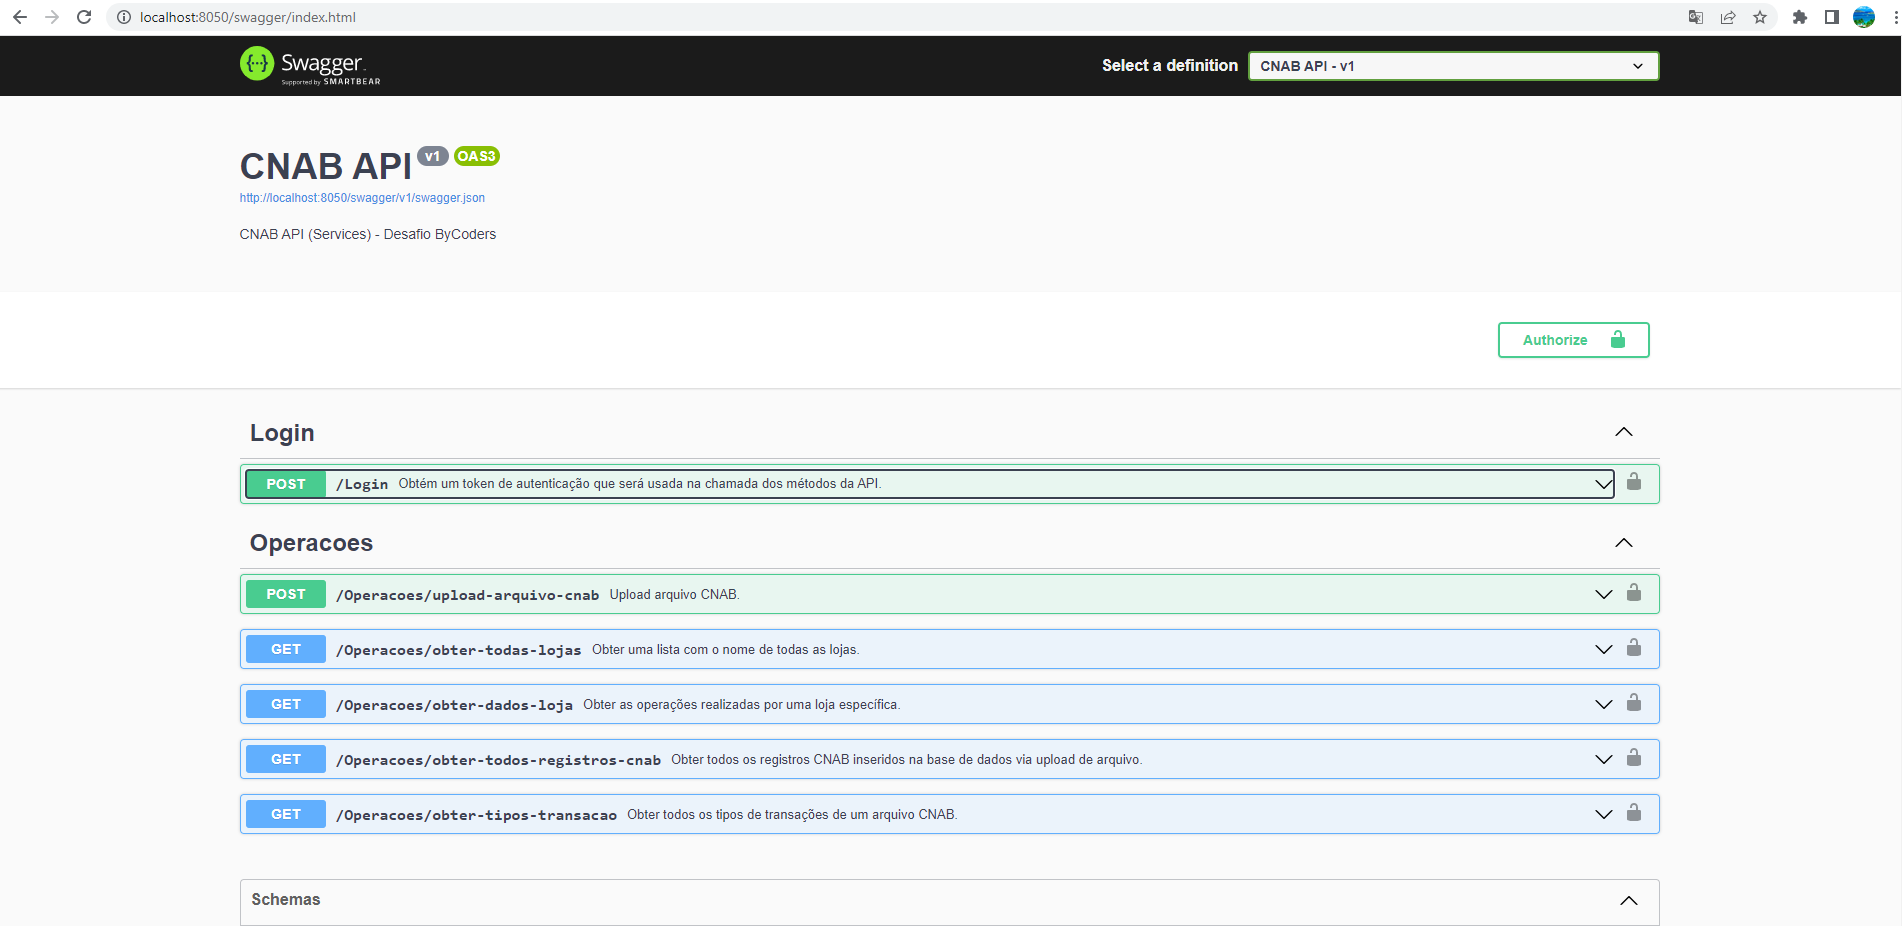 localhost:8050/swagger/index.html
{···} Swagger.
Supported by SMARTBEAR
Select a definition
CNAB API - v1
CNAB API v1 OAS3
http://localhost:8050/swagger/v1/swagger.json
CNAB API (Services) - Desafio ByCoders
Authorize
Login
POST /Login Obtém um token de autenticação que será usada na chamada dos métodos da API.
Operacoes
POST /Operacoes/upload-arquivo-cnab Upload arquivo CNAB.
GET /Operacoes/obter-todas-lojas Obter uma lista com o nome de todas as lojas.
GET /Operacoes/obter-dados-loja Obter as operações realizadas por uma loja específica.
GET /Operacoes/obter-todos-registros-cnab Obter todos os registros CNAB inseridos na base de dados via upload de arquivo.
GET /Operacoes/obter-tipos-transacao Obter todos os tipos de transações de um arquivo CNAB.
Schemas